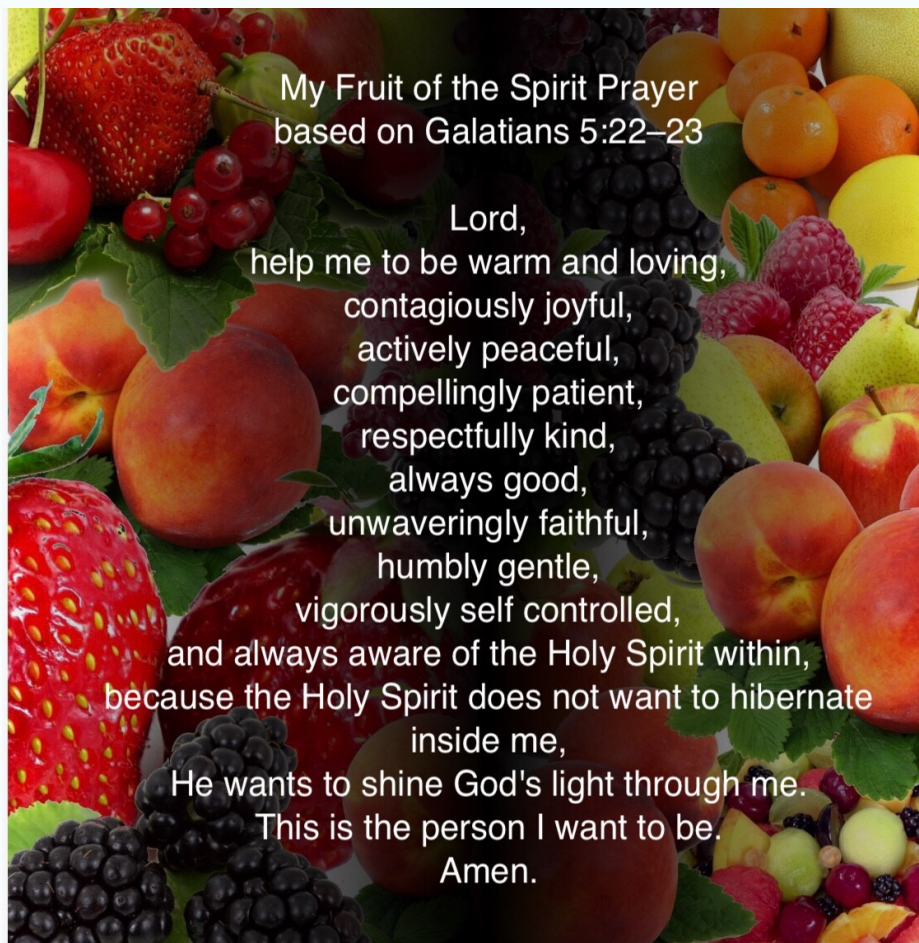 My Fruit of the Spirit Prayer
based on Galatians 5:22–23
Lord,
help me to be warm and loving,
contagiously joyful,
actively peaceful,
compellingly patient,
respectfully kind,
always good,
unwaveringly faithful,
humbly gentle,
vigorously self controlled,
and always aware of the Holy Spirit within,
because the Holy Spirit does not want to hibernate
inside me,
He wants to shine God's light through me.
This is the person I want to be.
Amen.